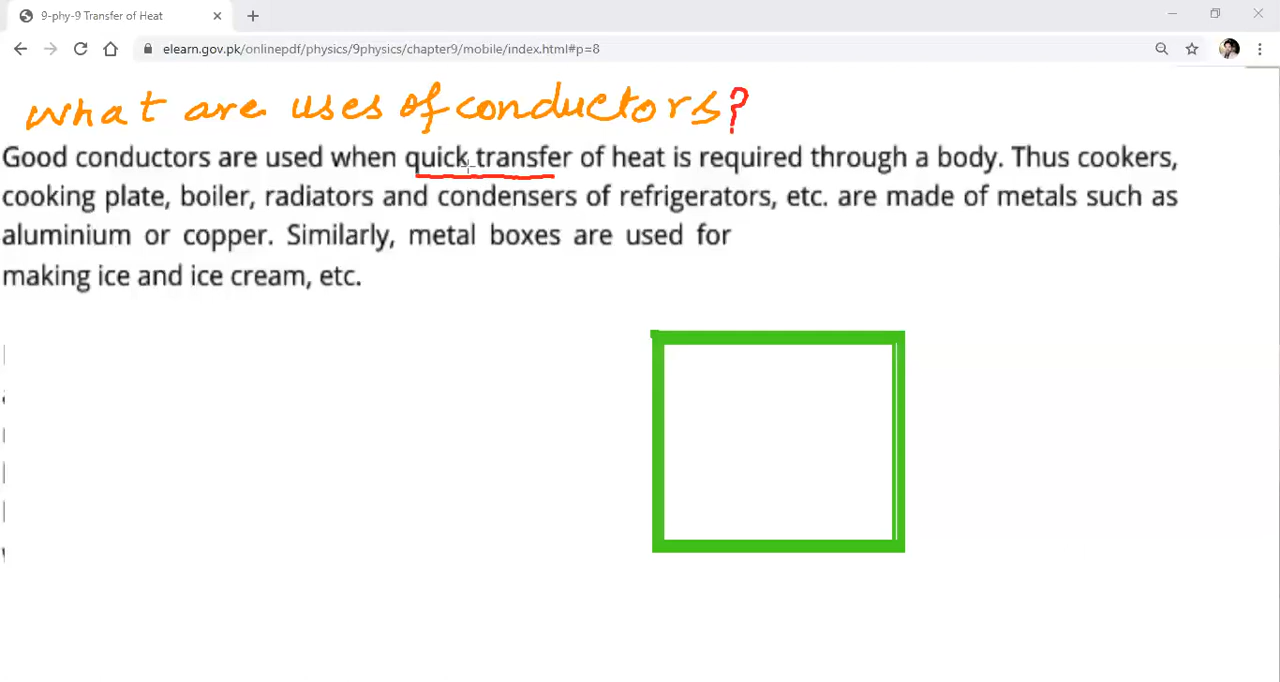 9-phy-9 Transfer of Heat
elearn.gov.pk/onlinepdf/physics/9physics/chapter9/mobile/index.html#p=8
What are uses of conductors?
Good conductors are used when quick transfer of heat is required through a body. Thus cookers,
cooking plate, boiler, radiators and condensers of refrigerators, etc. are made of metals such as
aluminium or copper. Similarly, metal boxes are used for
making ice and ice cream, etc.